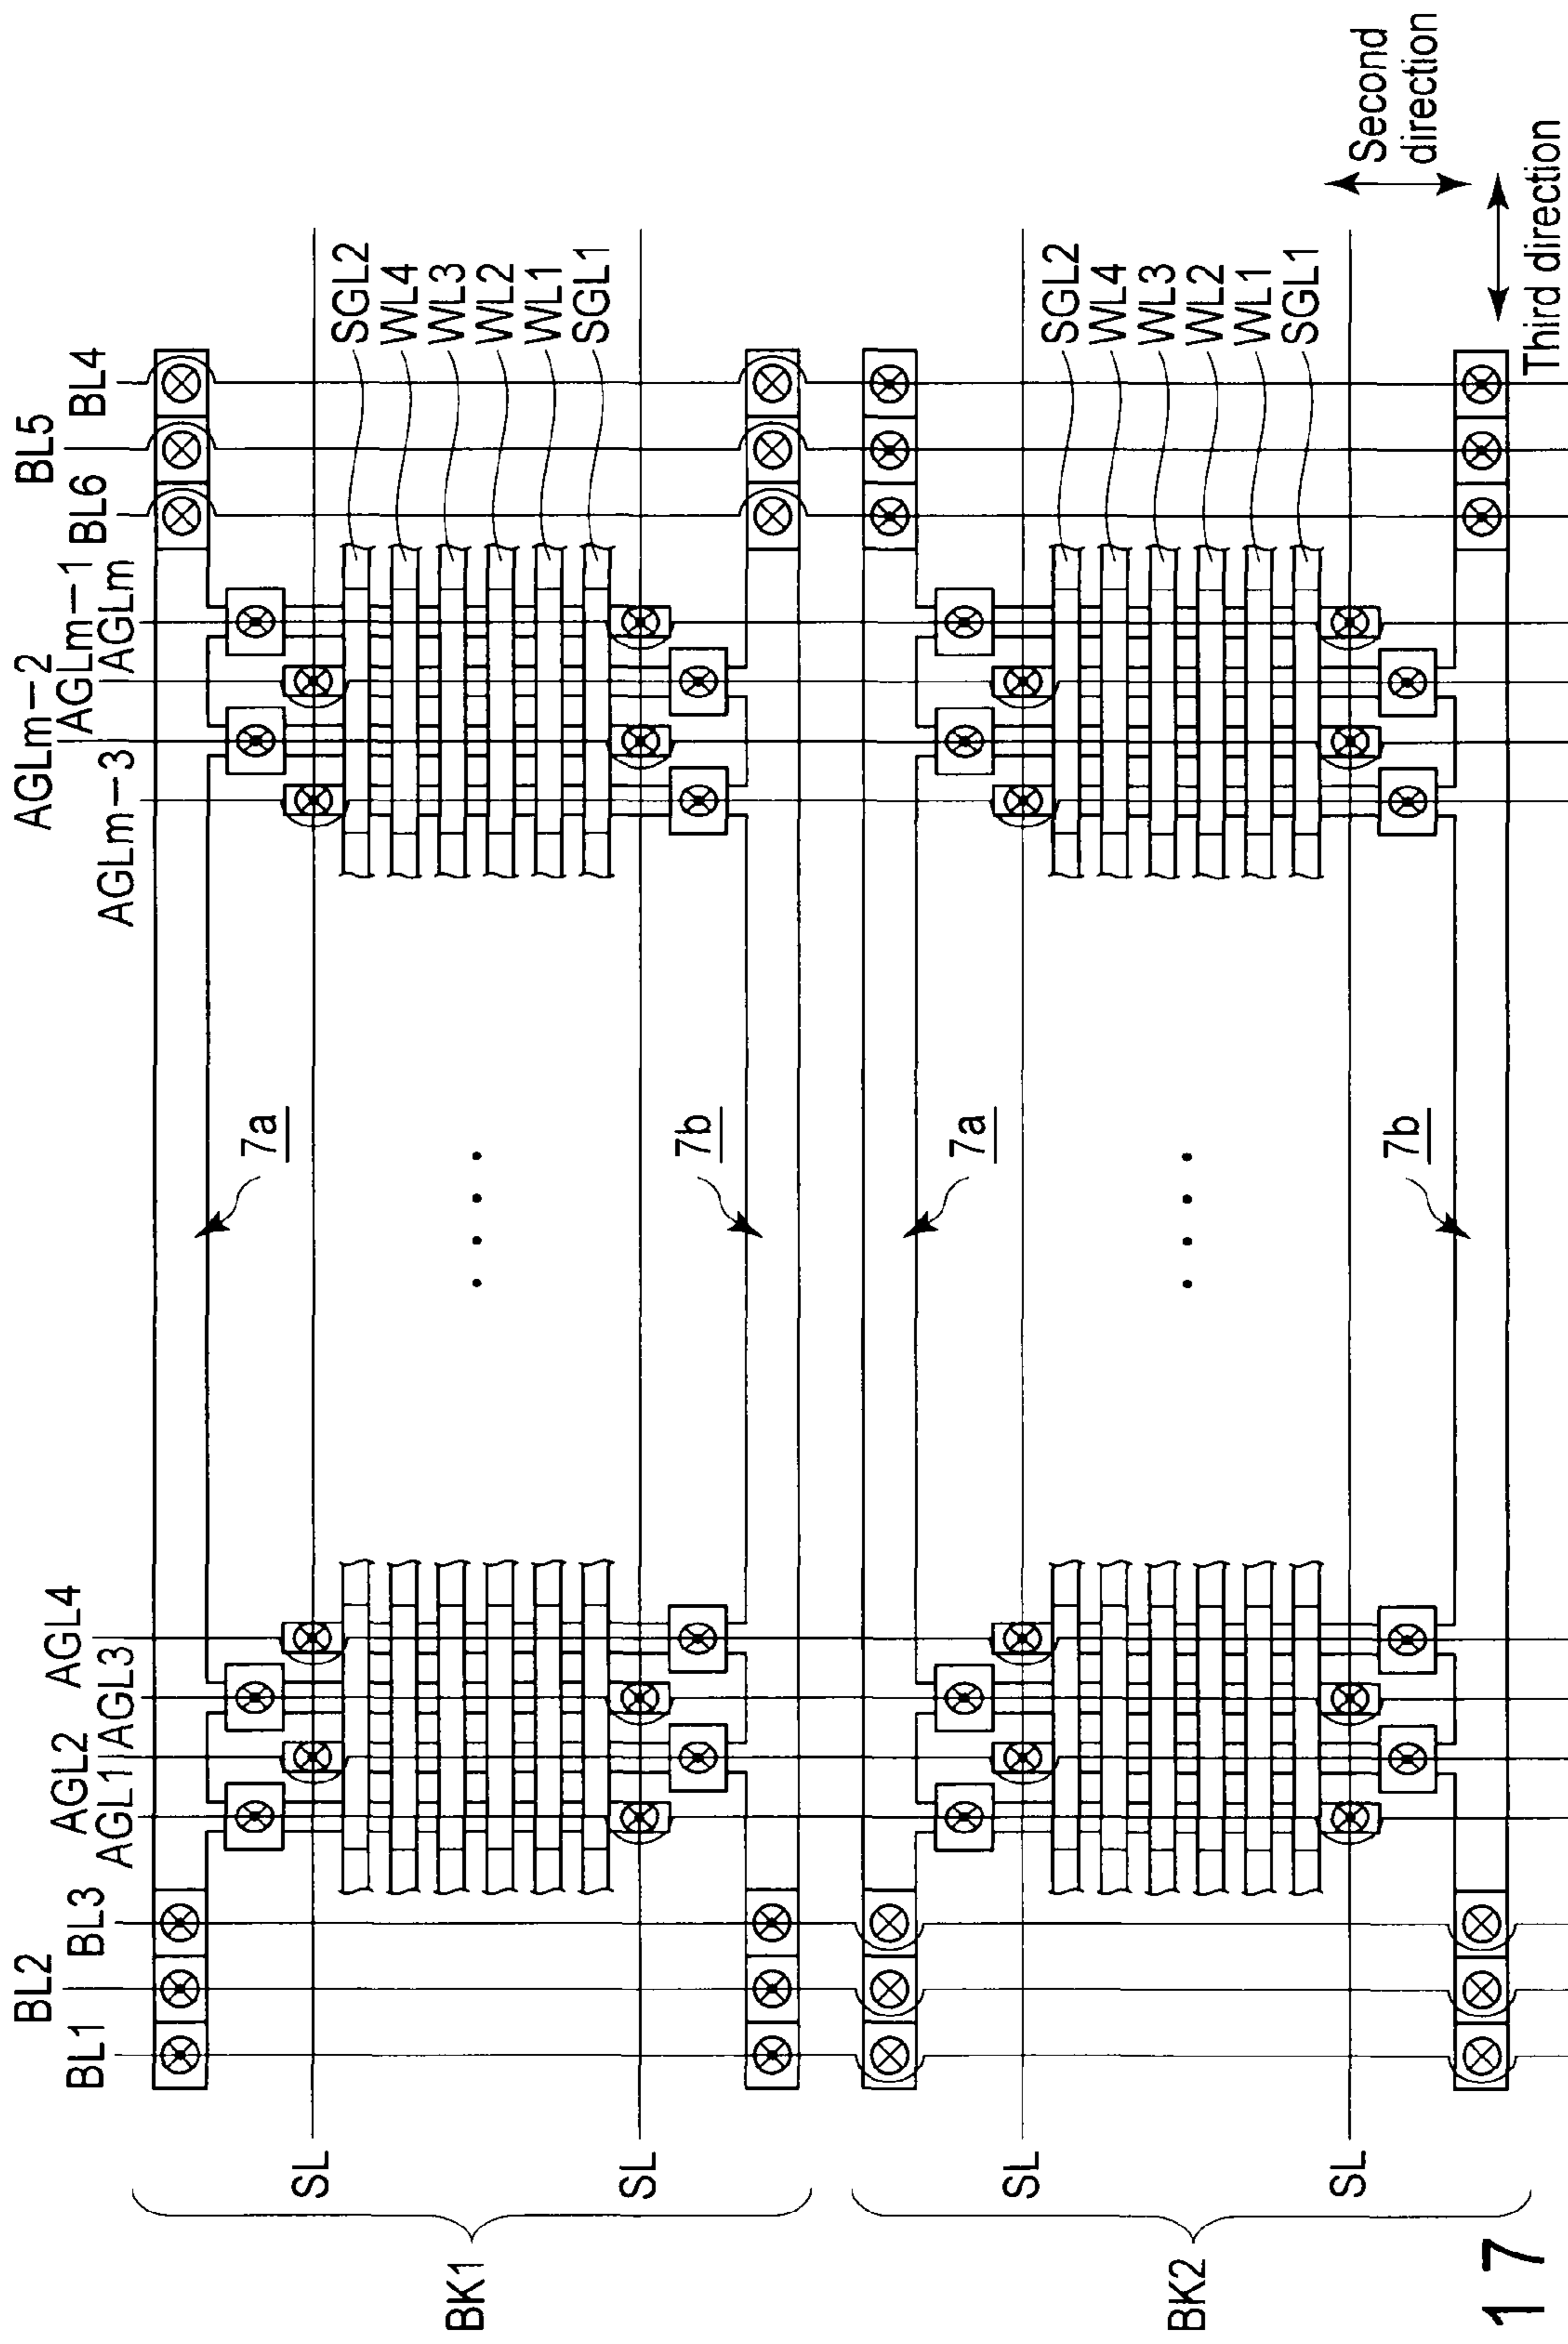 BL2
BL1
BL3
AGL2
AGL1
AGL3
AGL4
AGLm-2
AGLm-3
AGLm-1
AGLm
BL5
BL6
BL4
BK1
SL
SL
7a
7b
SGL2
WL4
WL3
WL2
WL1
SGL1
BK2
SL
SL
7a
7b
SGL2
WL4
WL3
WL2
WL1
SGL1
Second
direction
Third direction
17